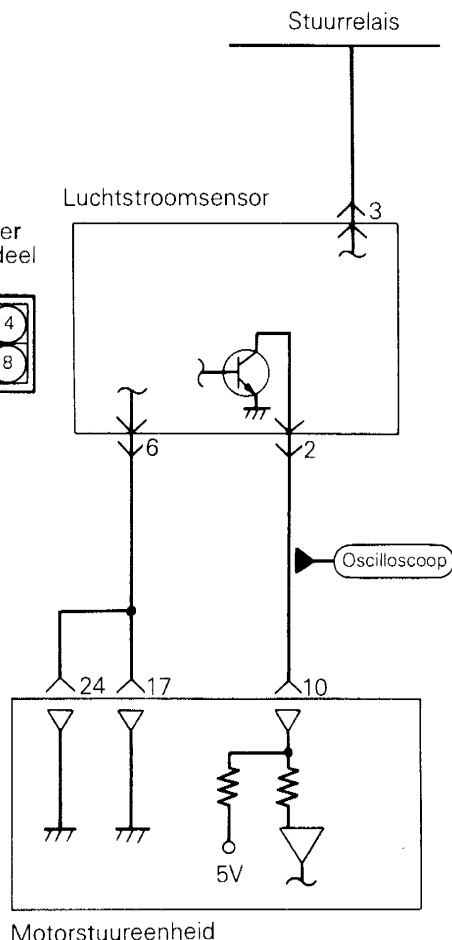 Stuurrelais
Luchtstroomsensor
3
er
deel
4
8
6
2
Oscilloscoop
24
17
10
5V
Motorstuureenheid